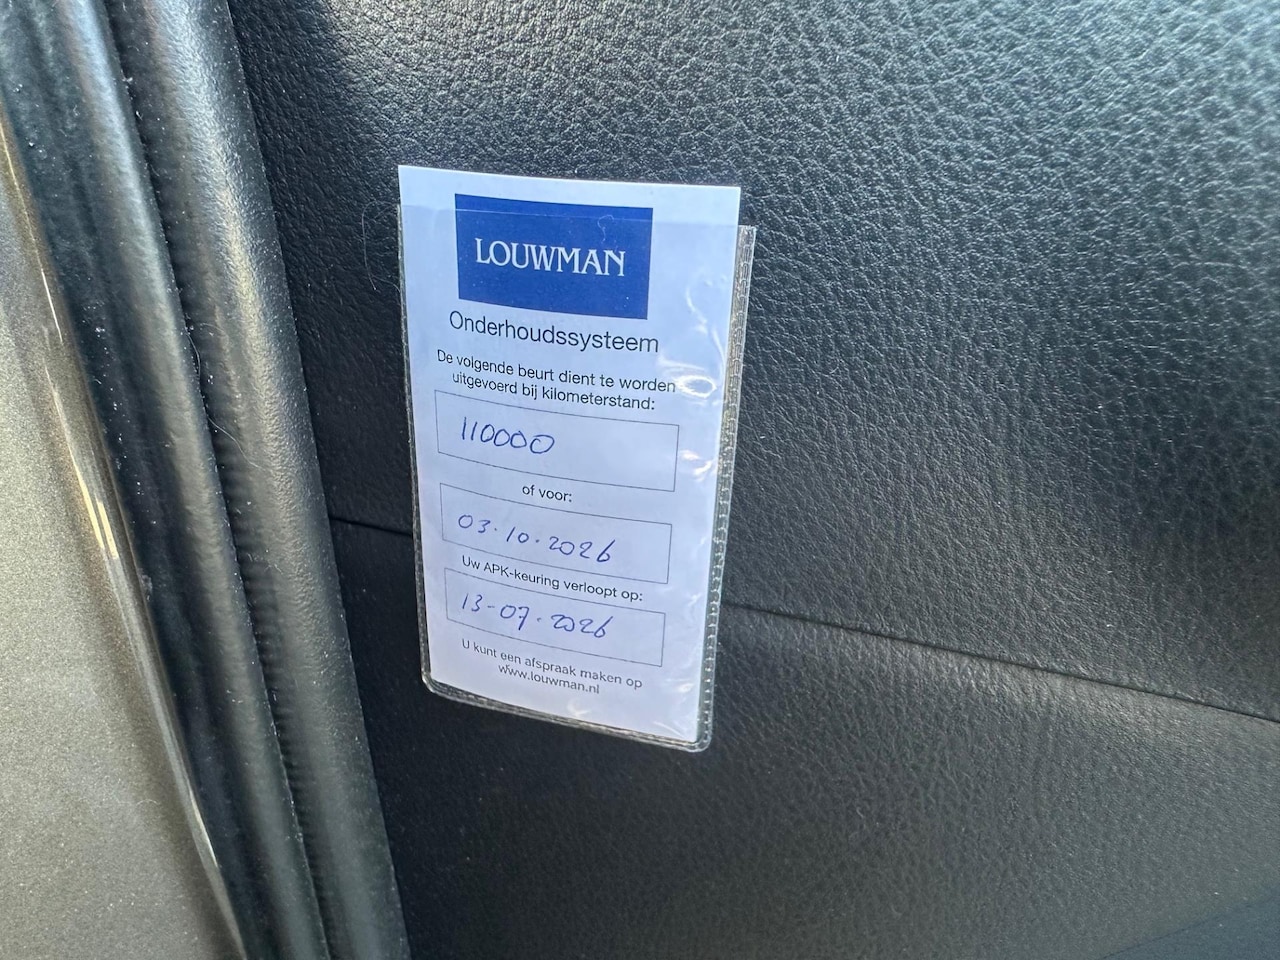 LOUWMAN
Onderhoudssysteem
De volgende beurt dient te worden
uitgevoerd bij kilometerstand:
110000
of voor:
03-10-2026
Uw APK-keuring verloopt op:
13-07-2026
U kunt een afspraak maken op
www.louwman.nl